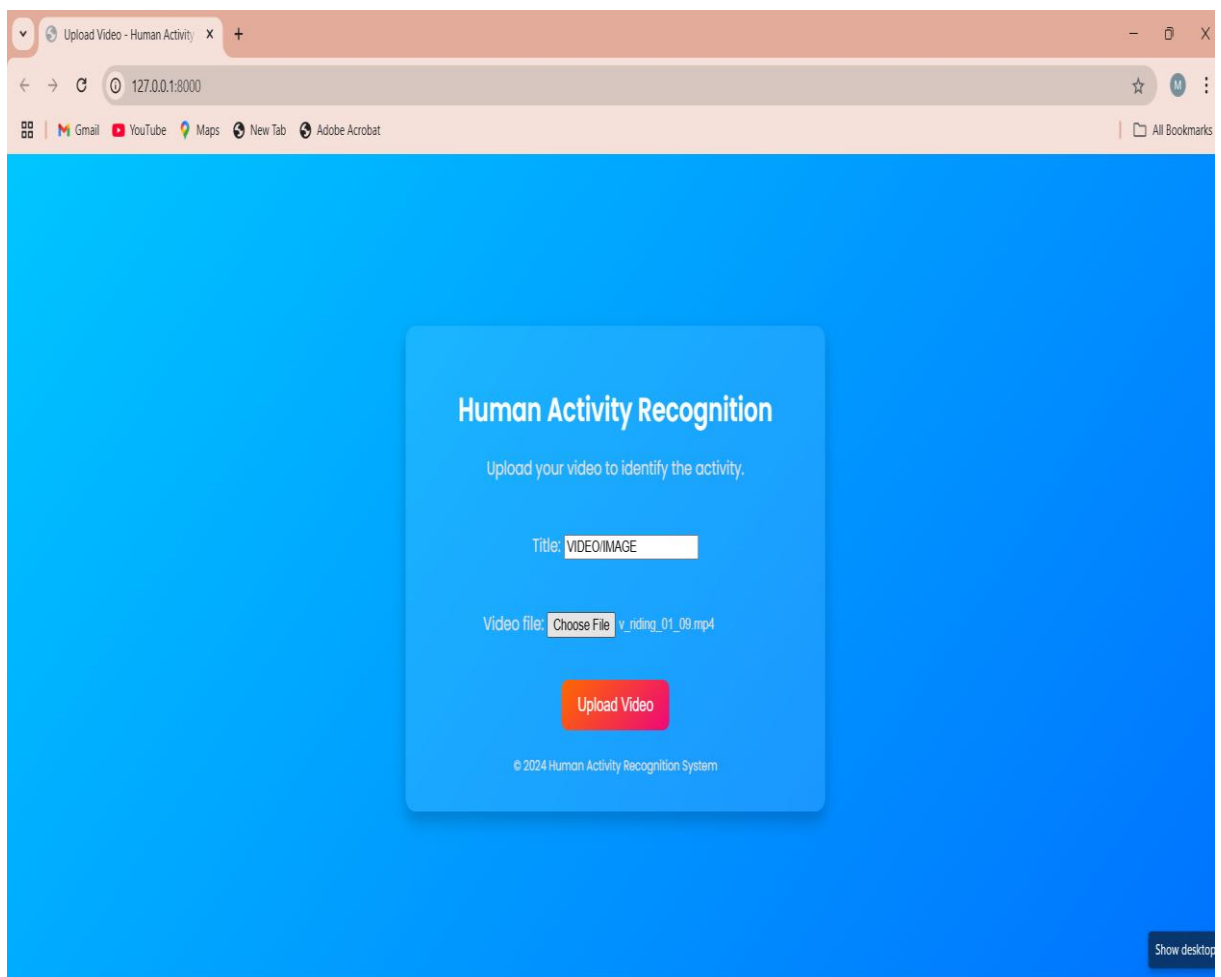 Upload Video - Human Activity
127.0.0.1:8000
M
Gmail YouTube Maps New Tab Adobe Acrobat All Bookmarks
Human Activity Recognition
Upload your video to identify the activity.
Title: VIDEO/IMAGE
Video file: Choose File v_riding_01_09.mp4
Upload Video
© 2024 Human Activity Recognition System
Show desktop